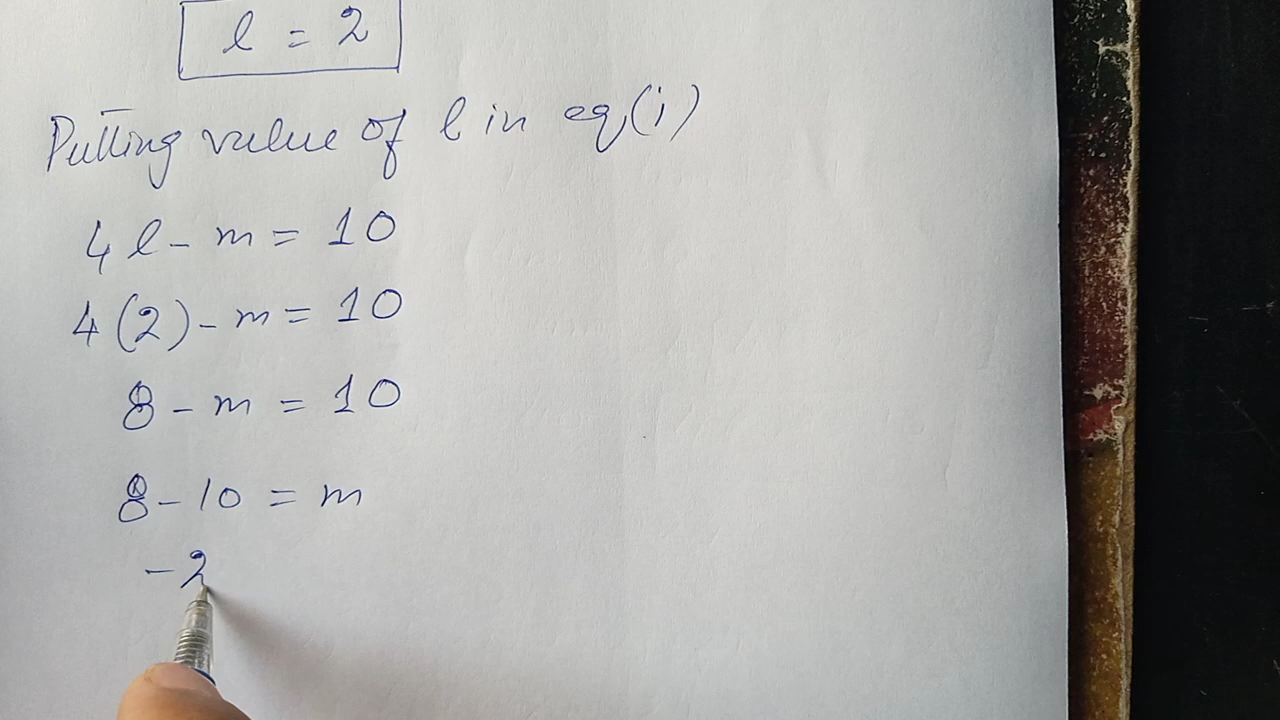 l = 2
Putting value of l in eq(i)
4l - m = 10
4(2) - m = 10
8 - m = 10
8 - 10 = m
-2